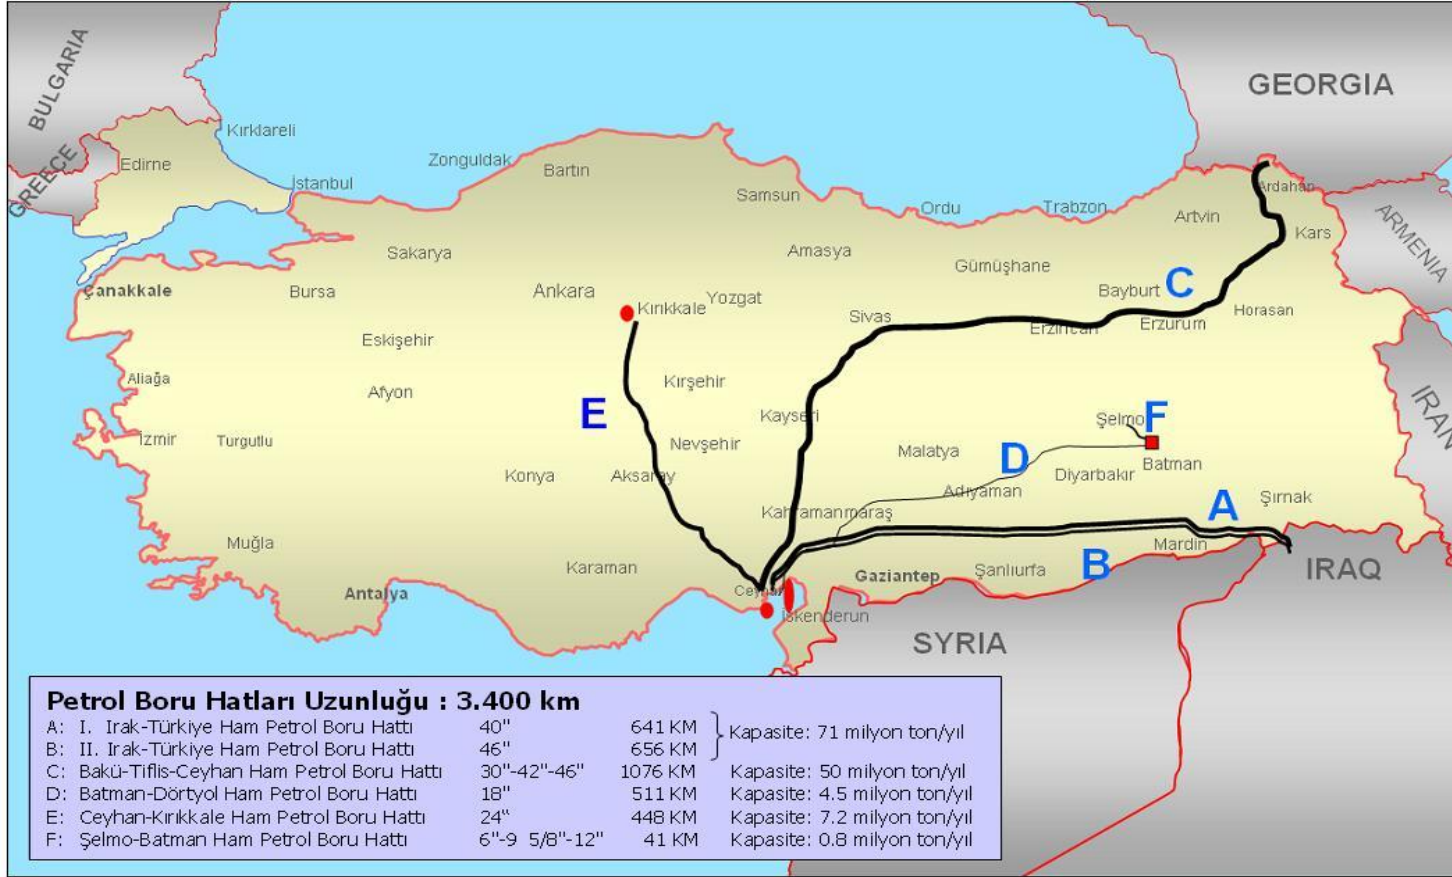 BULGARIA
GREECE
GEORGIA
ARMENIA
IRAN
IRAQ
SYRIA
Kırklareli
Edirne
İstanbul
Zonguldak
Bartın
Samsun
Ordu
Trabzon
Artvin
Ardahan
Kars
Sakarya
Amasya
Gümüşhane
Çanakkale
Bursa
Ankara
Kırıkkale
Yozgat
Sivas
Bayburt
C
Erzincan
Erzurum
Horasan
Eskişehir
Aliağa
Afyon
Kırşehir
Kayseri
E
Şelmo
F
İzmir
Turgutlu
Nevşehir
Malatya
D
Batman
Konya
Aksaray
Adıyaman
Diyarbakır
Şırnak
A
Kahramanmaraş
Muğla
Karaman
Mardin
B
Antalya
Ceyhan
Gaziantep
Şanlıurfa
İskenderun
Petrol Boru Hatları Uzunluğu : 3.400 km
A: I. Irak-Türkiye Ham Petrol Boru Hattı 40" 641 KM
Kapasite: 71 milyon ton/yıl
B: II. Irak-Türkiye Ham Petrol Boru Hattı 46" 656 KM
C: Bakü-Tiflis-Ceyhan Ham Petrol Boru Hattı 30"-42"-46" 1076 KM Kapasite: 50 milyon ton/yıl
D: Batman-Dörtyol Ham Petrol Boru Hattı 18" 511 KM Kapasite: 4.5 milyon ton/yıl
E: Ceyhan-Kırıkkale Ham Petrol Boru Hattı 24" 448 KM Kapasite: 7.2 milyon ton/yıl
F: Şelmo-Batman Ham Petrol Boru Hattı 6"-9 5/8"-12" 41 KM Kapasite: 0.8 milyon ton/yıl